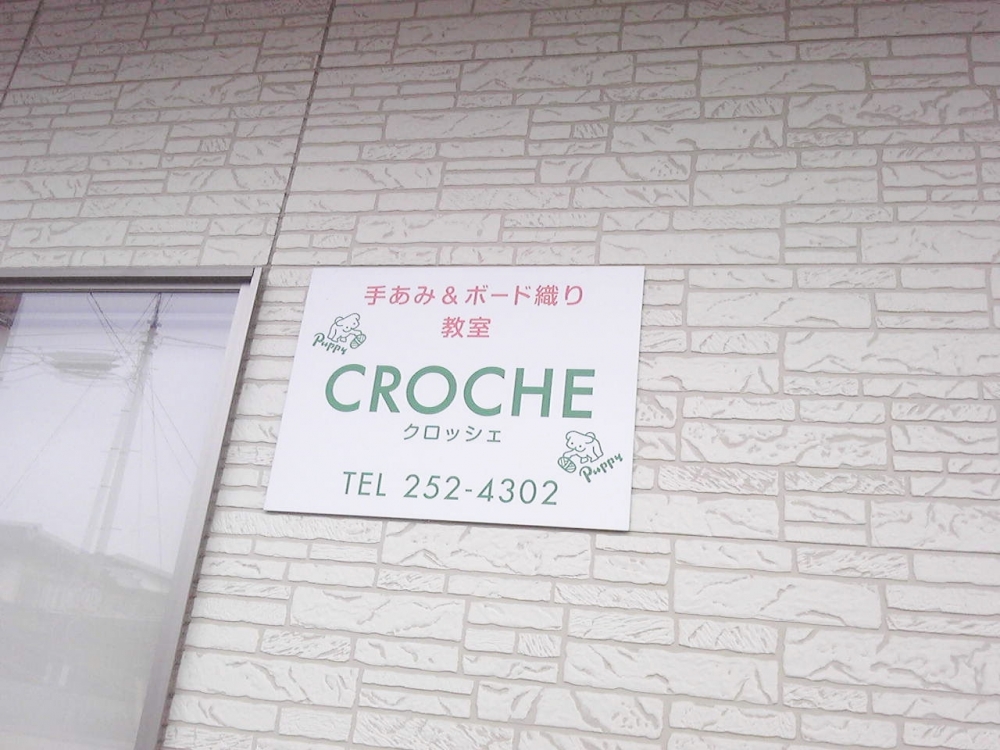 手あみ＆ボード織り
教室
Puppy
CROCHE
クロッシェ
Puppy
TEL 252-4302